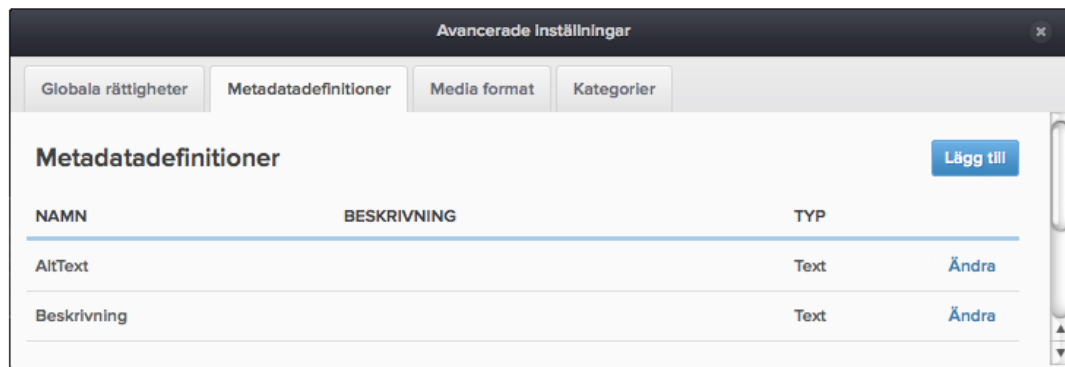 Avancerade inställningar
Globala rättigheter Metadatadefinitioner Media format Kategorier
Metadatadefinitioner Lägg till
NAMN BESKRIVNING TYP
AltText Text Ändra
Beskrivning Text Ändra